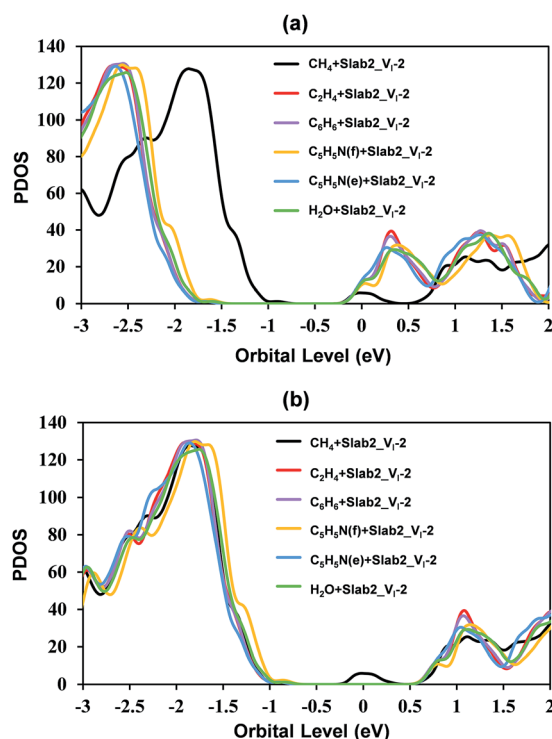 (a)
140
120
100
80
60
40
20
0
PDOS
CH₄+Slab2_Vᵢ-2
C₂H₄+Slab2_Vᵢ-2
C₆H₆+Slab2_Vᵢ-2
C₅H₅N(f)+Slab2_Vᵢ-2
C₅H₅N(e)+Slab2_Vᵢ-2
H₂O+Slab2_Vᵢ-2
-3 -2.5 -2 -1.5 -1 -0.5 0 0.5 1 1.5 2
Orbital Level (eV)
(b)
140
120
100
80
60
40
20
0
PDOS
CH₄+Slab2_Vᵢ-2
C₂H₄+Slab2_Vᵢ-2
C₆H₆+Slab2_Vᵢ-2
C₅H₅N(f)+Slab2_Vᵢ-2
C₅H₅N(e)+Slab2_Vᵢ-2
H₂O+Slab2_Vᵢ-2
-3 -2.5 -2 -1.5 -1 -0.5 0 0.5 1 1.5 2
Orbital Level (eV)